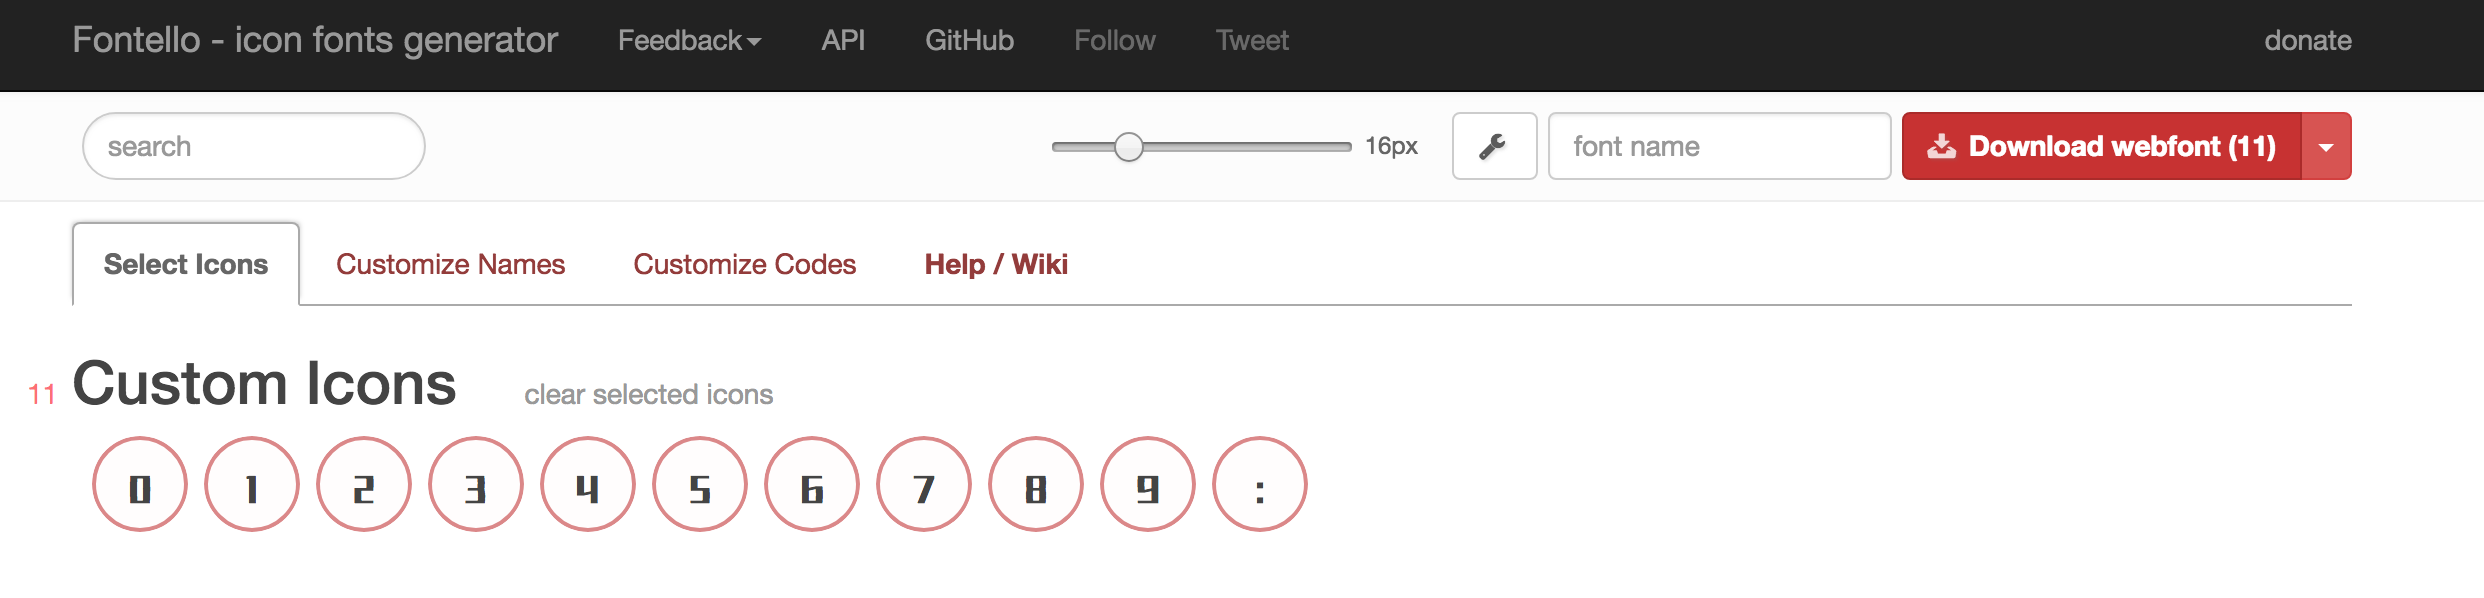 Fontello - icon fonts generator Feedback API GitHub Follow Tweet donate
search 16px font name Download webfont (11)
Select Icons Customize Names Customize Codes Help / Wiki
11 Custom Icons clear selected icons
0 1 2 3 4 5 6 7 8 9 :